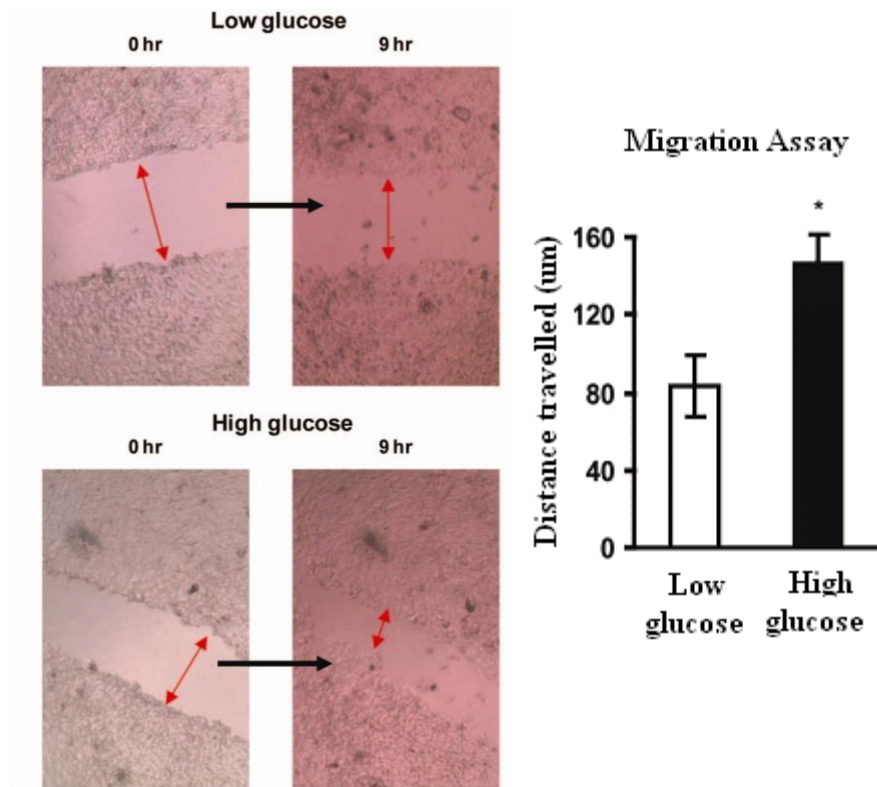 Low glucose
0 hr
9 hr
High glucose
0 hr
9 hr
Migration Assay
Distance travelled (um)
*
160
120
80
40
0
Low
glucose
High
glucose